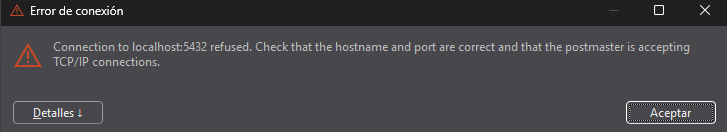 Error de conexión
Connection to localhost:5432 refused. Check that the hostname and port are correct and that the postmaster is accepting
TCP/IP connections.
Detalles ↓
Aceptar